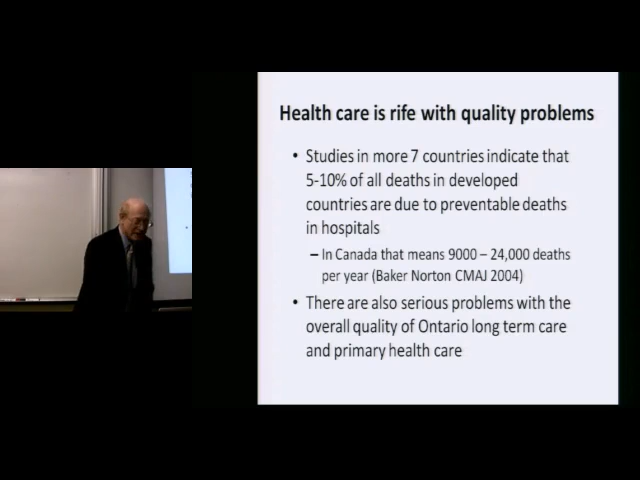 Health care is rife with quality problems
• Studies in more 7 countries indicate that
5-10% of all deaths in developed
countries are due to preventable deaths
in hospitals
– In Canada that means 9000 – 24,000 deaths
per year (Baker Norton CMAJ 2004)
• There are also serious problems with the
overall quality of Ontario long term care
and primary health care